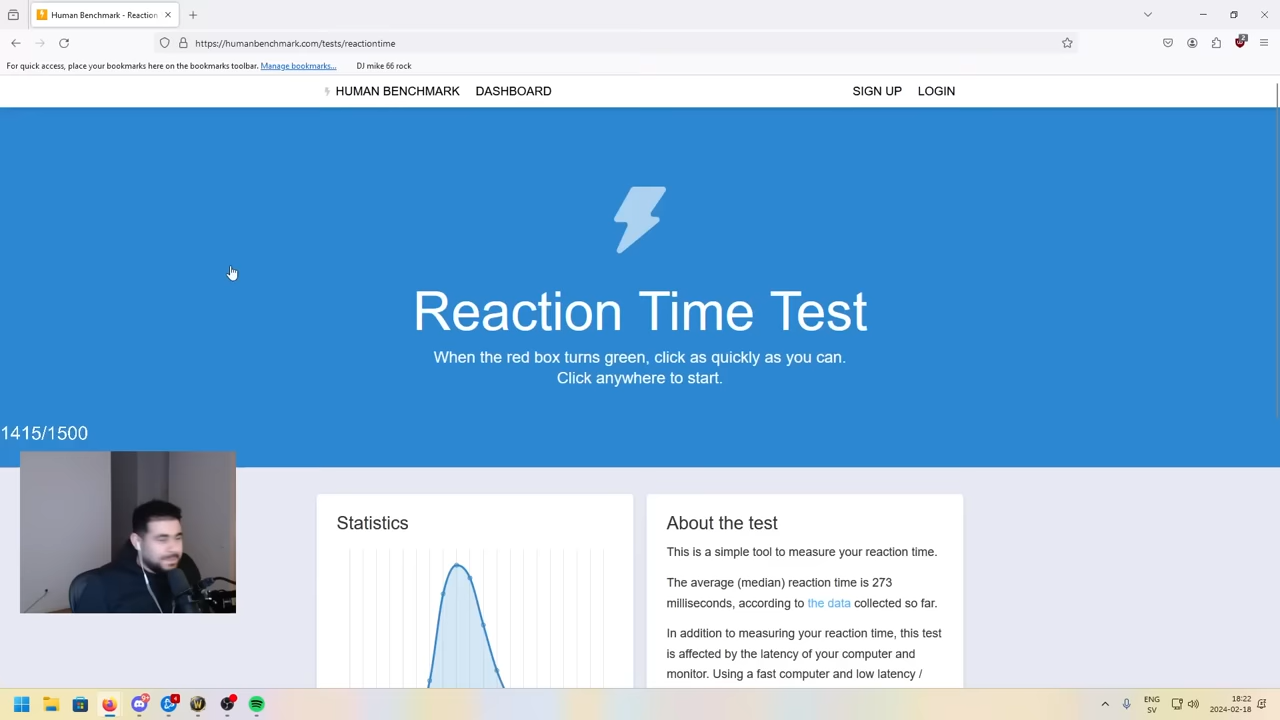 Human Benchmark - Reaction
https://humanbenchmark.com/tests/reactiontime
2
For quick access, place your bookmarks here on the bookmarks toolbar. Manage bookmarks...
DJ mike 66 rock
HUMAN BENCHMARK
DASHBOARD
SIGN UP
LOGIN
Reaction Time Test
When the red box turns green, click as quickly as you can.
Click anywhere to start.
1415/1500
Statistics
About the test
This is a simple tool to measure your reaction time.
The average (median) reaction time is 273
milliseconds, according to the data collected so far.
In addition to measuring your reaction time, this test
is affected by the latency of your computer and
monitor. Using a fast computer and low latency /
4
ENG
SV
18:22
2024-02-18